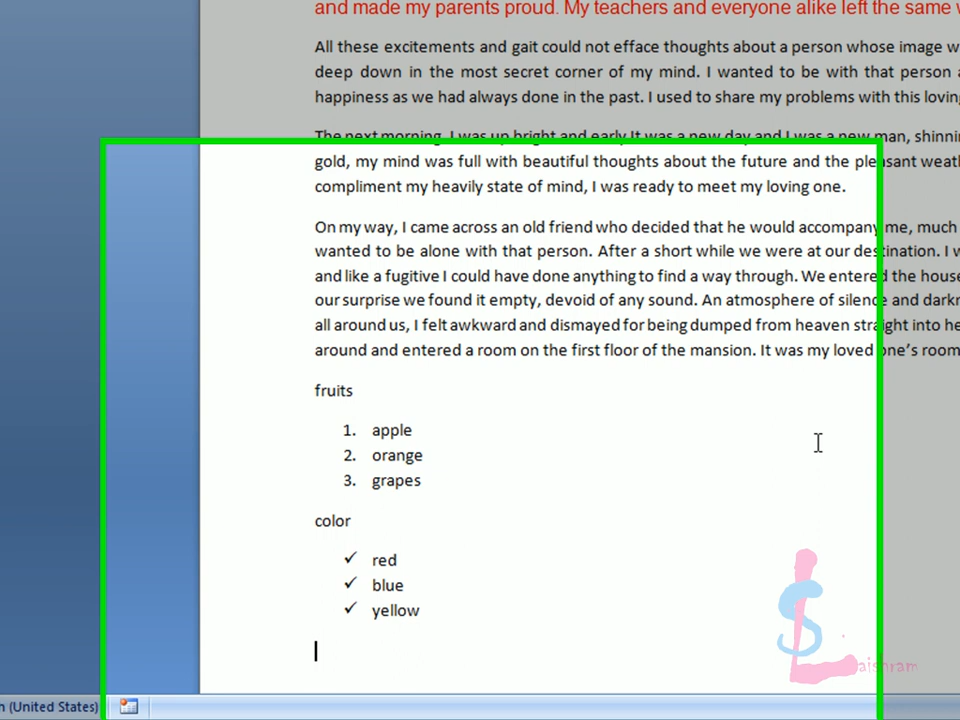 and made my parents proud. My teachers and everyone alike left the same
All these excitements and gait could not efface thoughts about a person whose image
deep down in the most secret corner of my mind. I wanted to be with that person
happiness as we had always done in the past. I used to share my problems with this
The next morning, I was up bright and early It was a new day and I was a new man,
gold, my mind was full with beautiful thoughts about the future and the pleasant
compliment my heavily state of mind, I was ready to meet my loving one.
On my way, I came across an old friend who decided that he would accompany me, much
wanted to be alone with that person. After a short while we were at our destination. I
and like a fugitive I could have done anything to find a way through. We entered the
our surprise we found it empty, devoid of any sound. An atmosphere of silence and
all around us, I felt awkward and dismayed for being dumped from heaven straight into
around and entered a room on the first floor of the mansion. It was my loved one's room
fruits
1. apple
2. orange
3. grapes
color
✓ red
✓ blue
✓ yellow
LS aishram
(United States)